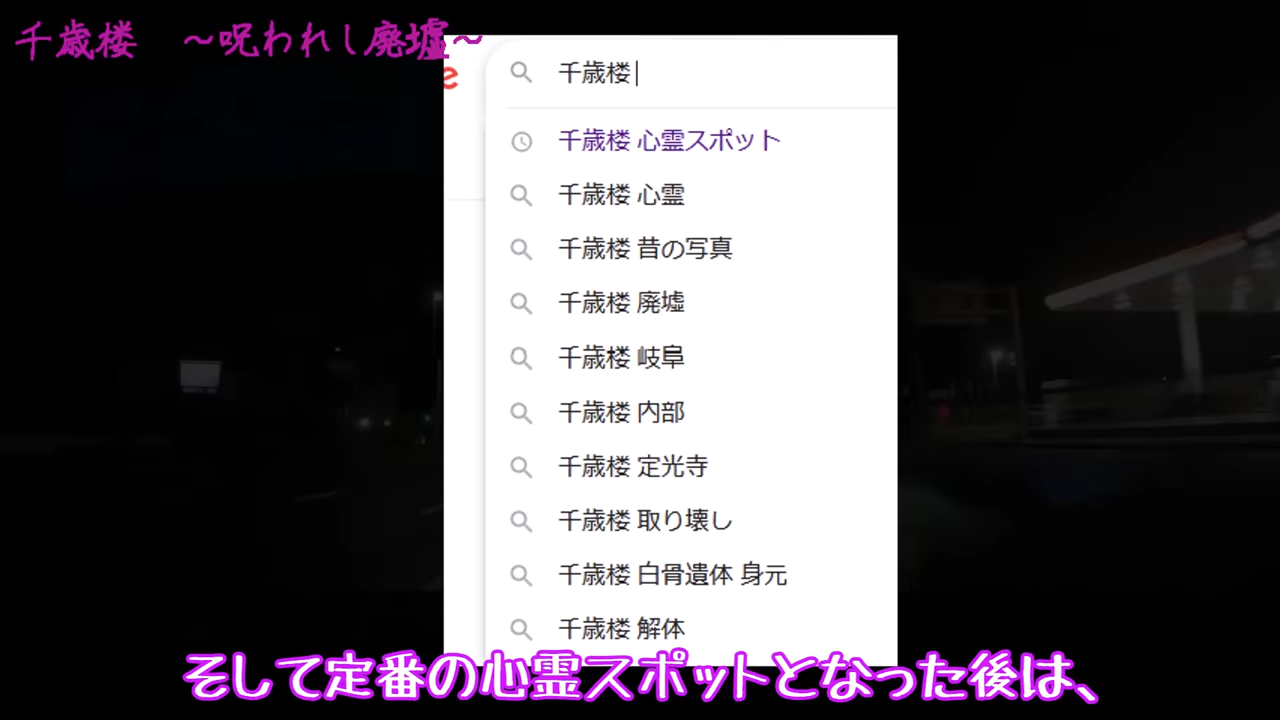 千歳楼　～呪われし廃墟～
e
千歳楼
千歳楼 心霊スポット
千歳楼 心霊
千歳楼 昔の写真
千歳楼 廃墟
千歳楼 岐阜
千歳楼 内部
千歳楼 定光寺
千歳楼 取り壊し
千歳楼 白骨遺体 身元
千歳楼 解体
そして定番の心霊スポットとなった後は、